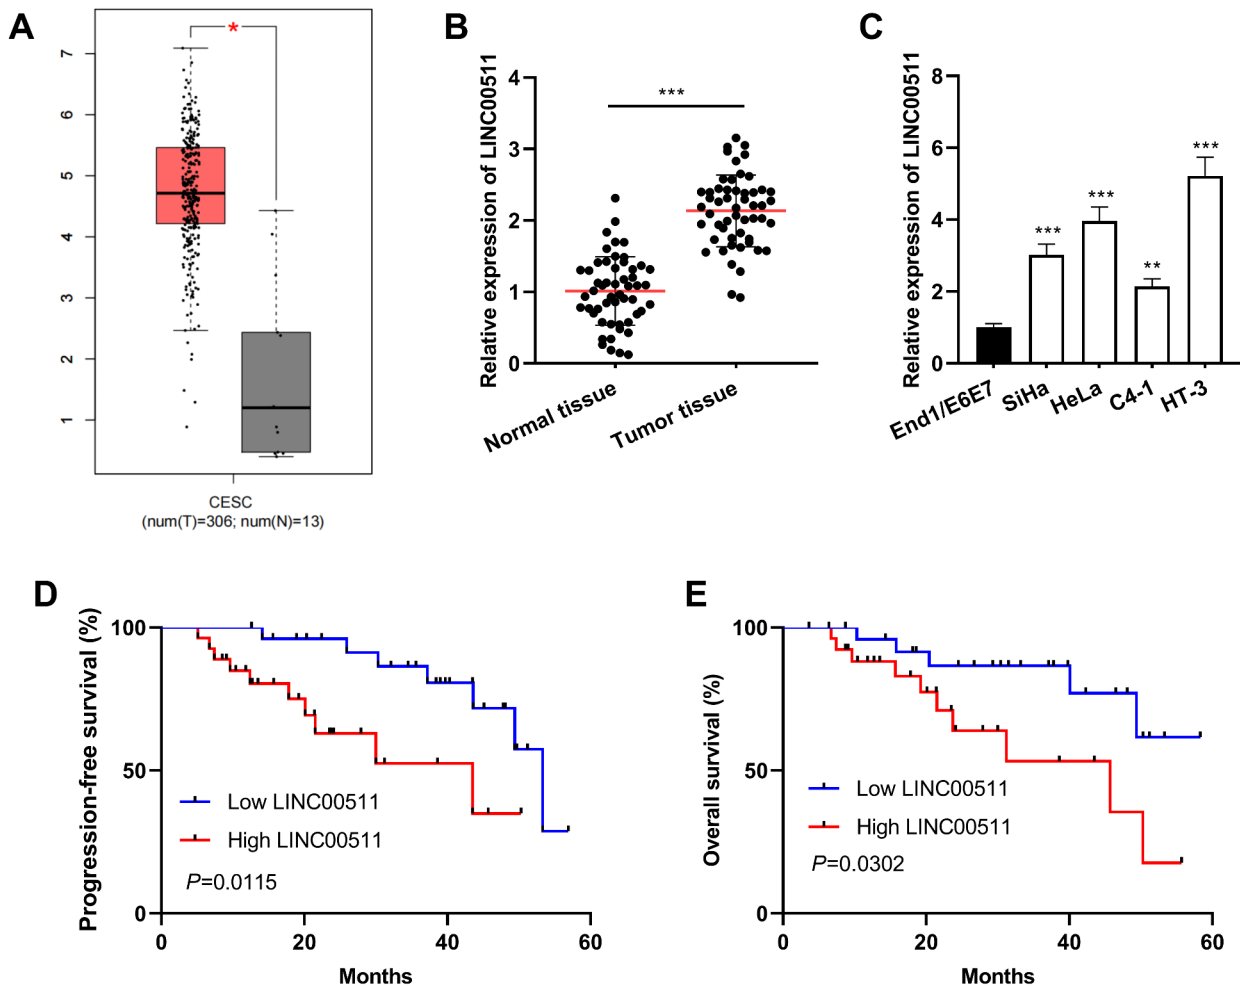 A
*
7
6
5
4
3
2
1
CESC
(num(T)=306; num(N)=13)
B
Relative expression of LINC00511
4
3
2
1
0
***
Normal tissue
Tumor tissue
C
Relative expression of LINC00511
8
6
4
2
0
***
***
**
***
End1/E6E7
SiHa
HeLa
C4-1
HT-3
D
Progression-free survival (%)
100
50
0
Low LINC00511
High LINC00511
P=0.0115
0
20
40
60
Months
E
Overall survival (%)
100
50
0
Low LINC00511
High LINC00511
P=0.0302
0
20
40
60
Months